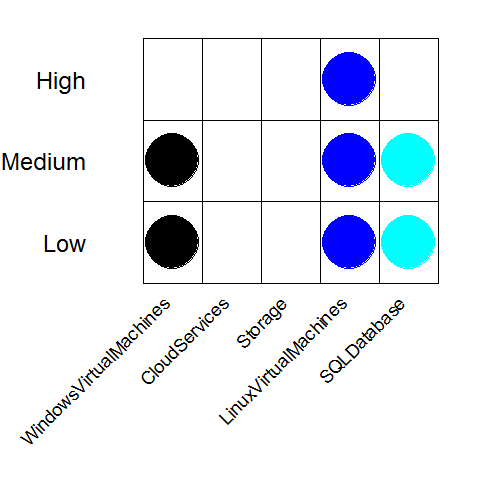 High
Medium
Low
WindowsVirtualMachines
CloudServices
Storage
LinuxVirtualMachines
SQLDatabase